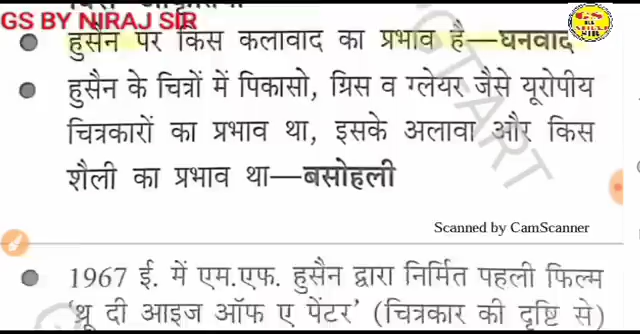 GS BY NIRAJ SIR
हुसैन पर किस कलावाद का प्रभाव है—घनवाद
हुसैन के चित्रों में पिकासो, ग्रिस व ग्लेयर जैसे यूरोपीय
चित्रकारों का प्रभाव था, इसके अलावा और किस
शैली का प्रभाव था—बसोहली
Scanned by CamScanner
1967 ई. में एम.एफ. हुसैन द्वारा निर्मित पहली फिल्म
'थ्रू दी आइज ऑफ ए पेंटर' (चित्रकार की दृष्टि से)